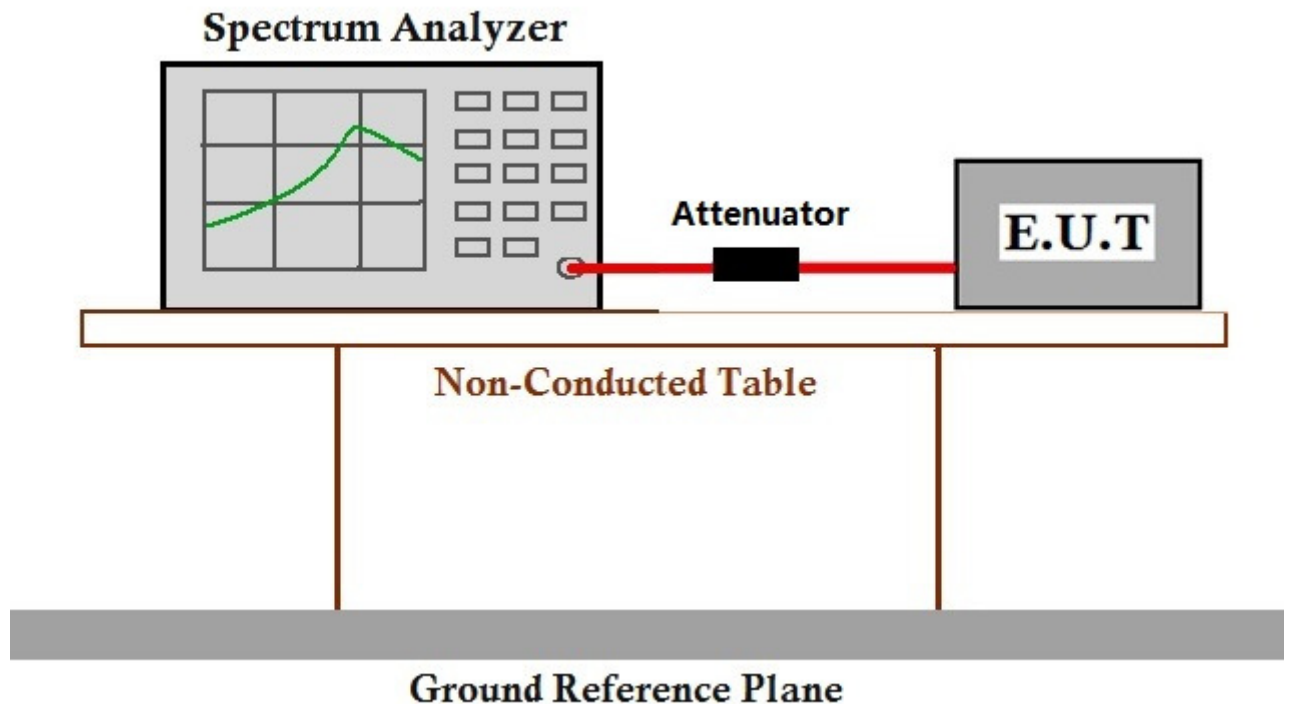 Spectrum Analyzer
Attenuator
E.U.T
Non-Conducted Table
Ground Reference Plane